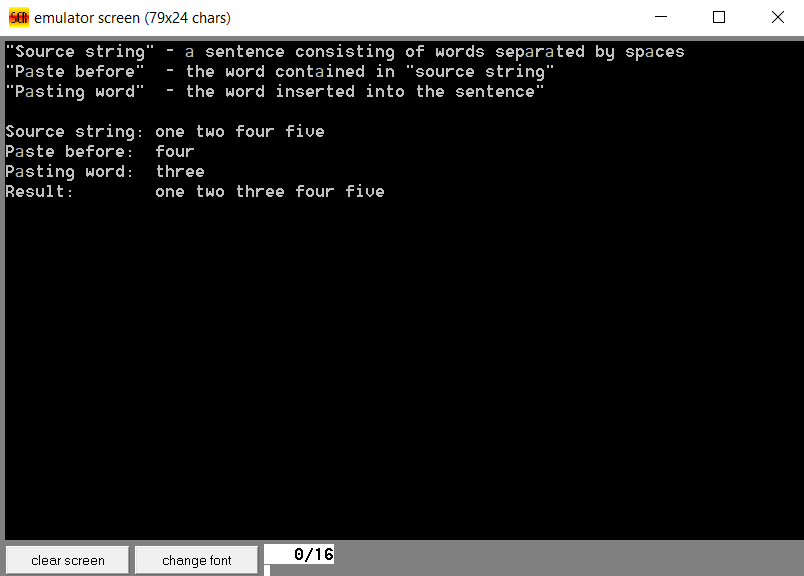 SCR emulator screen (79x24 chars)
"Source string" - a sentence consisting of words separated by spaces
"Paste before"  - the word contained in "source string"
"Pasting word"  - the word inserted into the sentence"
Source string: one two four five
Paste before:  four
Pasting word:  three
Result:        one two three four five
clear screen
change font
0/16